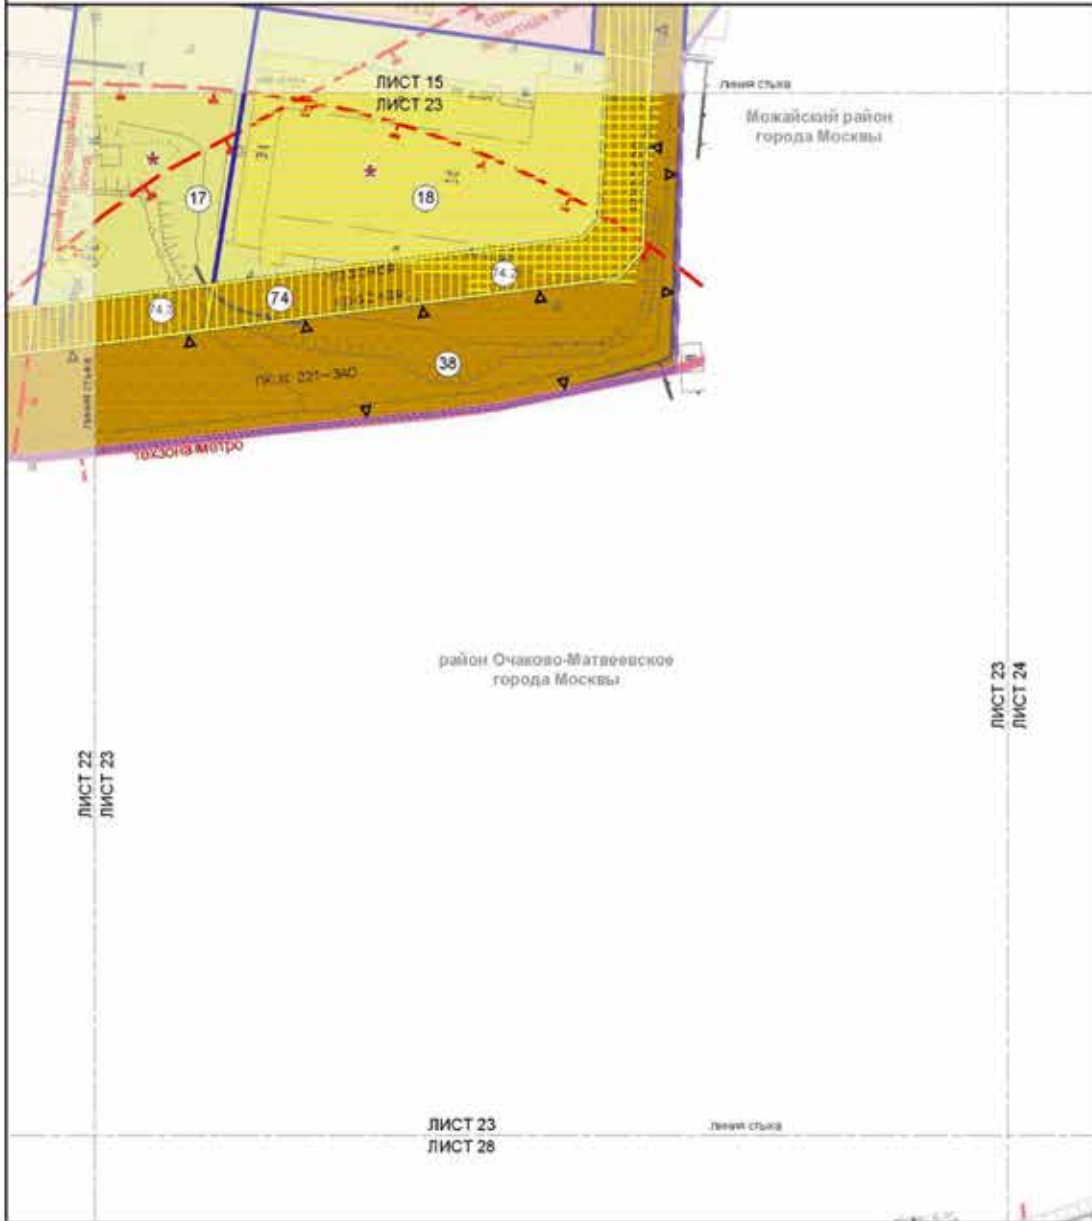 ЛИСТ 15
ЛИСТ 23
линия стыка
Можайский район
города Москвы
17
18
74.2
74
74.3
38
ПК:К 221-ЗАО
линия стыка
техзона метро
район Очаково-Матвеевское
города Москвы
ЛИСТ 22
ЛИСТ 23
ЛИСТ 23
ЛИСТ 24
ЛИСТ 23
ЛИСТ 28
линия стыка